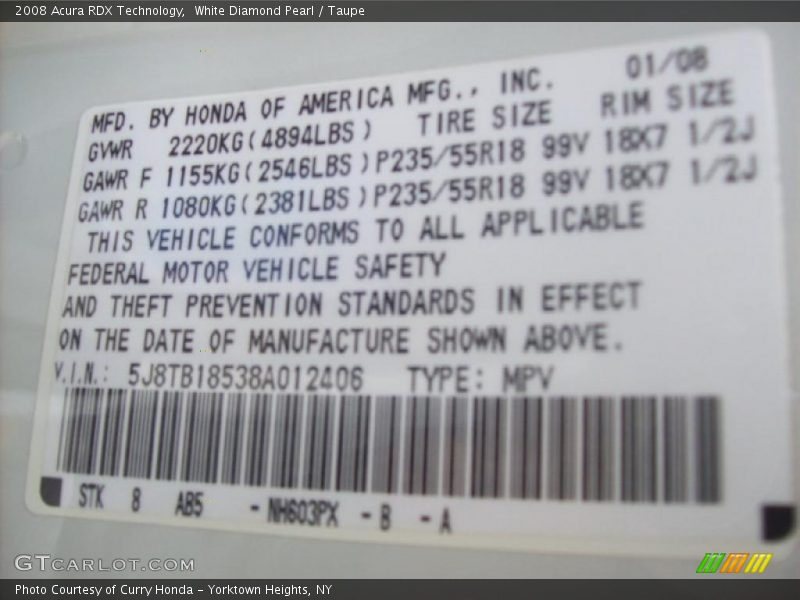 2008 Acura RDX Technology,  White Diamond Pearl / Taupe
01/08
MFD. BY HONDA OF AMERICA MFG., INC.
GVWR 2220KG(4894LBS) TIRE SIZE RIM SIZE
GAWR F 1155KG(2546LBS)P235/55R18 99V 18X7 1/2J
GAWR R 1080KG(2381LBS)P235/55R18 99V 18X7 1/2J
THIS VEHICLE CONFORMS TO ALL APPLICABLE
FEDERAL MOTOR VEHICLE SAFETY
AND THEFT PREVENTION STANDARDS IN EFFECT
ON THE DATE OF MANUFACTURE SHOWN ABOVE.
V.I.N.: 5J8TB18538A012406 TYPE: MPV
STK 8 AB5 - NH603PX - B - A
GTCARLOT.COM
Photo Courtesy of Curry Honda - Yorktown Heights, NY